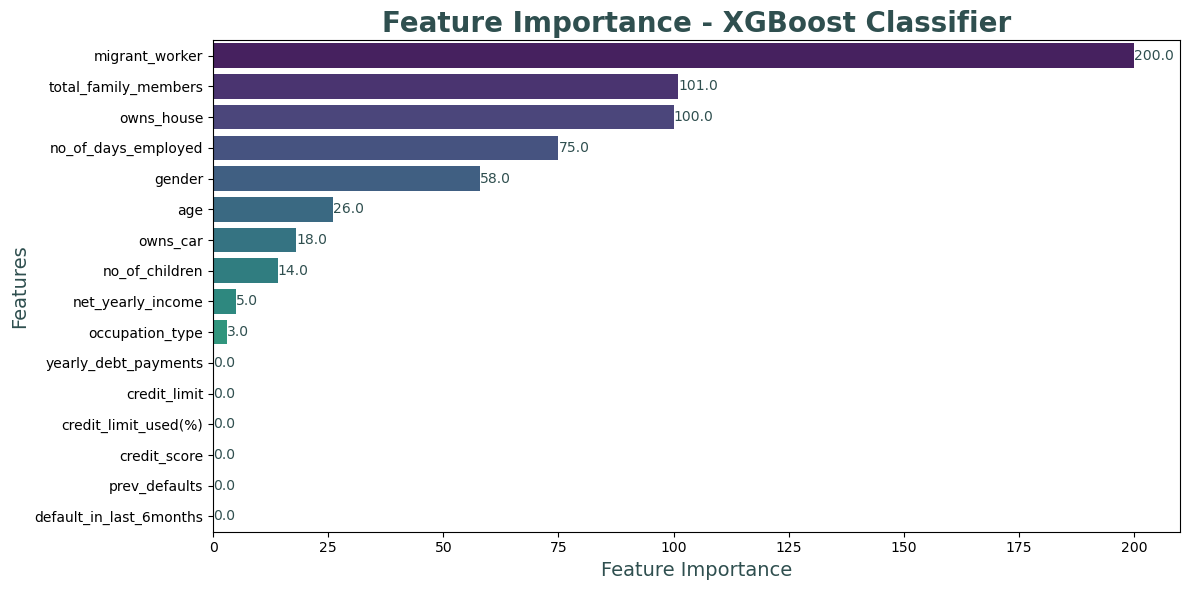 Feature Importance - XGBoost Classifier
migrant_worker 200.0
total_family_members 101.0
owns_house 100.0
no_of_days_employed 75.0
gender 58.0
age 26.0
owns_car 18.0
no_of_children 14.0
net_yearly_income 5.0
occupation_type 3.0
yearly_debt_payments 0.0
credit_limit 0.0
credit_limit_used(%) 0.0
credit_score 0.0
prev_defaults 0.0
default_in_last_6months 0.0
Features
0 25 50 75 100 125 150 175 200
Feature Importance